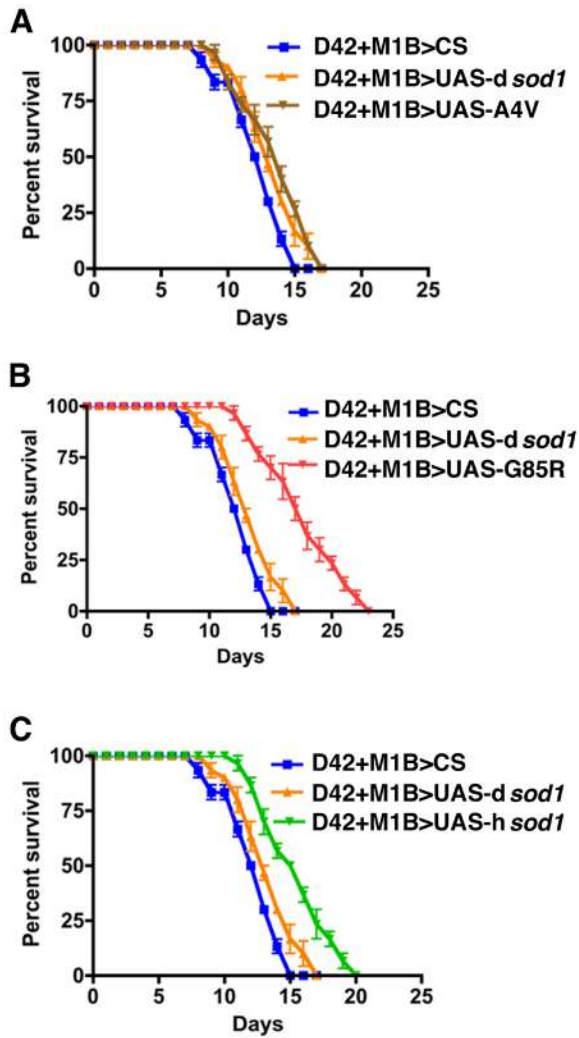 A
D42+M1B>CS
D42+M1B>UAS-d sod1
D42+M1B>UAS-A4V
Percent survival
100
75
50
25
0
0 5 10 15 20 25
Days
B
D42+M1B>CS
D42+M1B>UAS-d sod1
D42+M1B>UAS-G85R
Percent survival
100
75
50
25
0
0 5 10 15 20 25
Days
C
D42+M1B>CS
D42+M1B>UAS-d sod1
D42+M1B>UAS-h sod1
Percent survival
100
75
50
25
0
0 5 10 15 20 25
Days